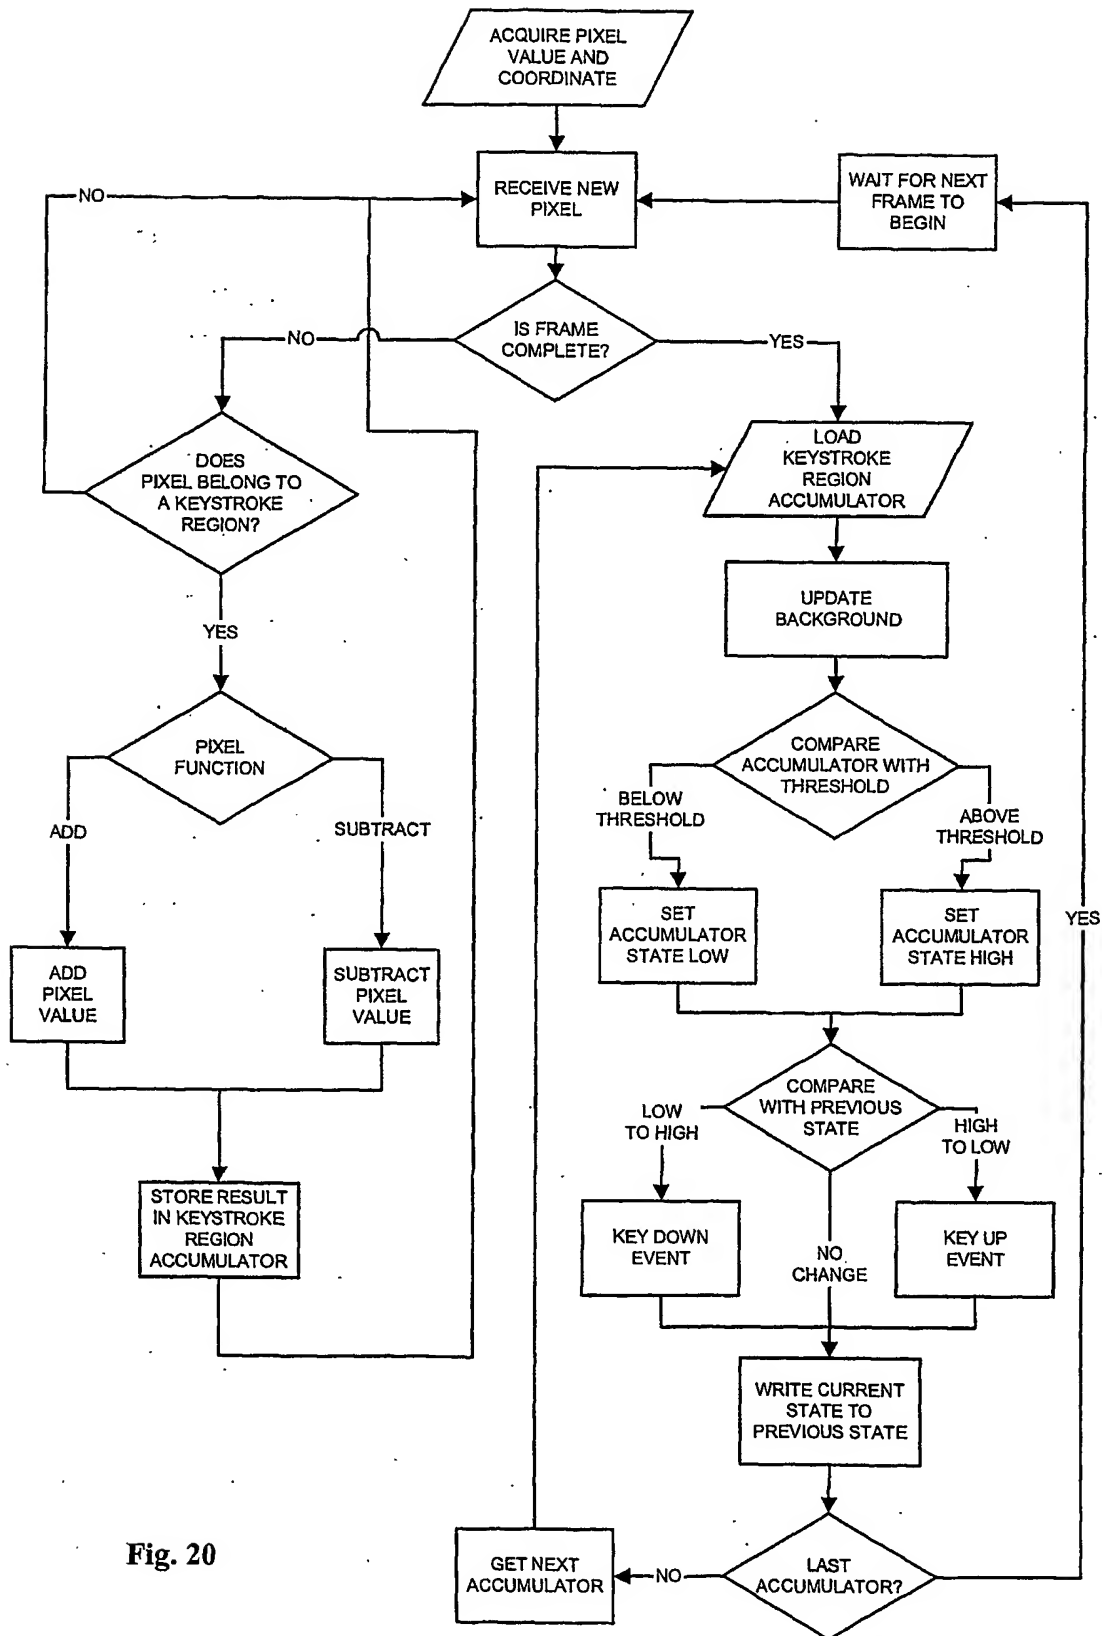 ACQUIRE PIXEL
VALUE AND
COORDINATE
NO
RECEIVE NEW
PIXEL
WAIT FOR NEXT
FRAME TO
BEGIN
NO
IS FRAME
COMPLETE?
YES
DOES
PIXEL BELONG TO
A KEYSTROKE
REGION?
LOAD
KEYSTROKE
REGION
ACCUMULATOR
YES
UPDATE
BACKGROUND
PIXEL
FUNCTION
COMPARE
ACCUMULATOR WITH
THRESHOLD
ADD
SUBTRACT
BELOW
THRESHOLD
ABOVE
THRESHOLD
ADD
PIXEL
VALUE
SUBTRACT
PIXEL
VALUE
SET
ACCUMULATOR
STATE LOW
SET
ACCUMULATOR
STATE HIGH
YES
COMPARE
WITH PREVIOUS
STATE
LOW
TO HIGH
HIGH
TO LOW
STORE RESULT
IN KEYSTROKE
REGION
ACCUMULATOR
KEY DOWN
EVENT
NO
CHANGE
KEY UP
EVENT
WRITE CURRENT
STATE TO
PREVIOUS STATE
Fig. 20
GET NEXT
ACCUMULATOR
NO
LAST
ACCUMULATOR?